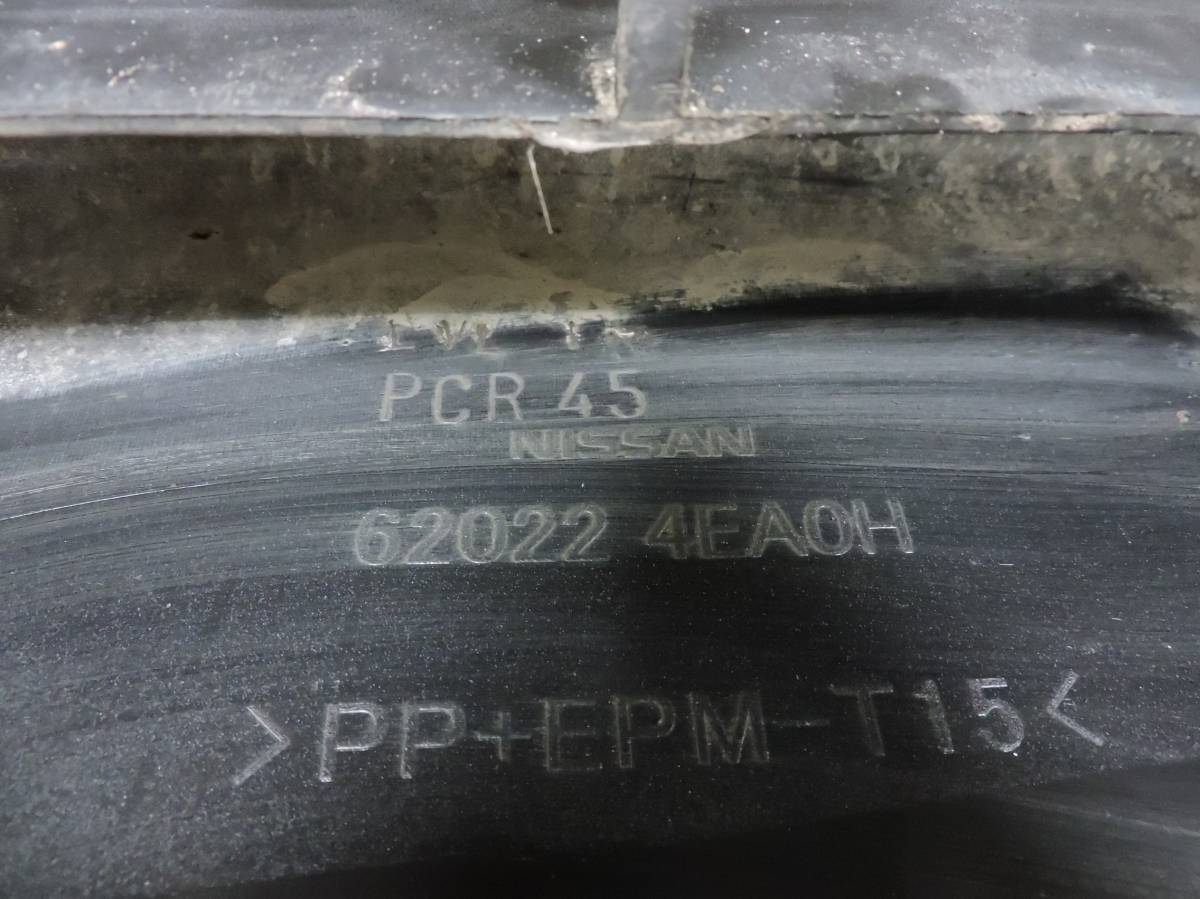 PCR 45
NISSAN
62022 4EA0H
>PP+EPM-T15<